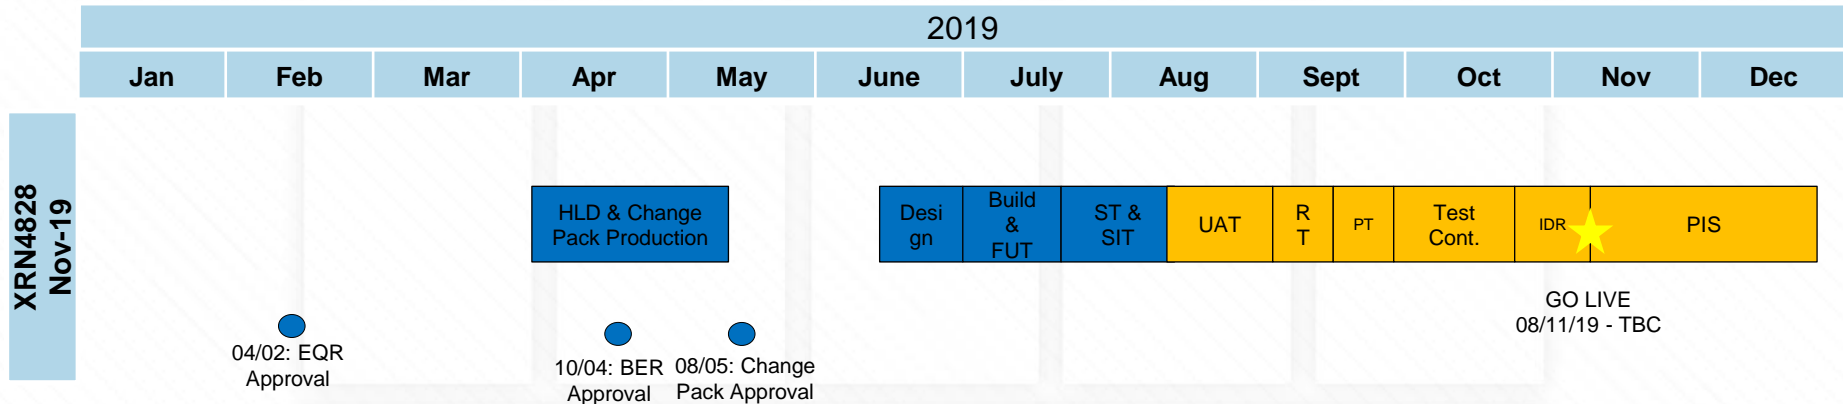 2019
Jan Feb Mar Apr May June July Aug Sept Oct Nov Dec
XRN4828
Nov-19
HLD & Change
Pack Production
Desi
gn
Build
&
FUT
ST &
SIT
UAT
R
T
PT
Test
Cont.
IDR
PIS
GO LIVE
08/11/19 - TBC
04/02: EQR
Approval
10/04: BER
Approval
08/05: Change
Pack Approval